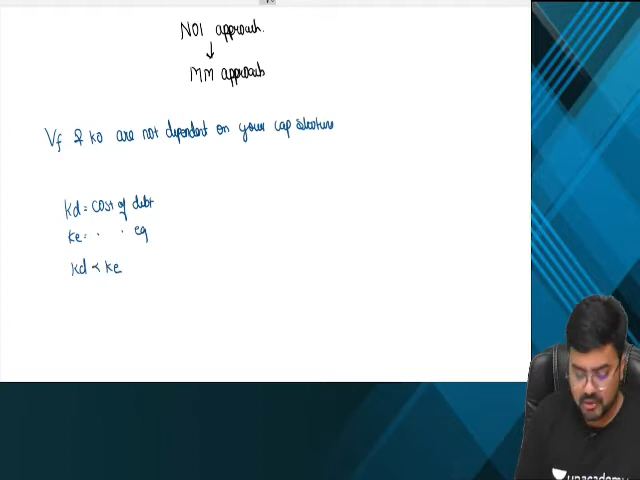 NOI approach.
↓
MM approach
Vf & ko are not dependent on your cap structure
kd = cost of debt
ke = " " eq
kd < ke
unacademy